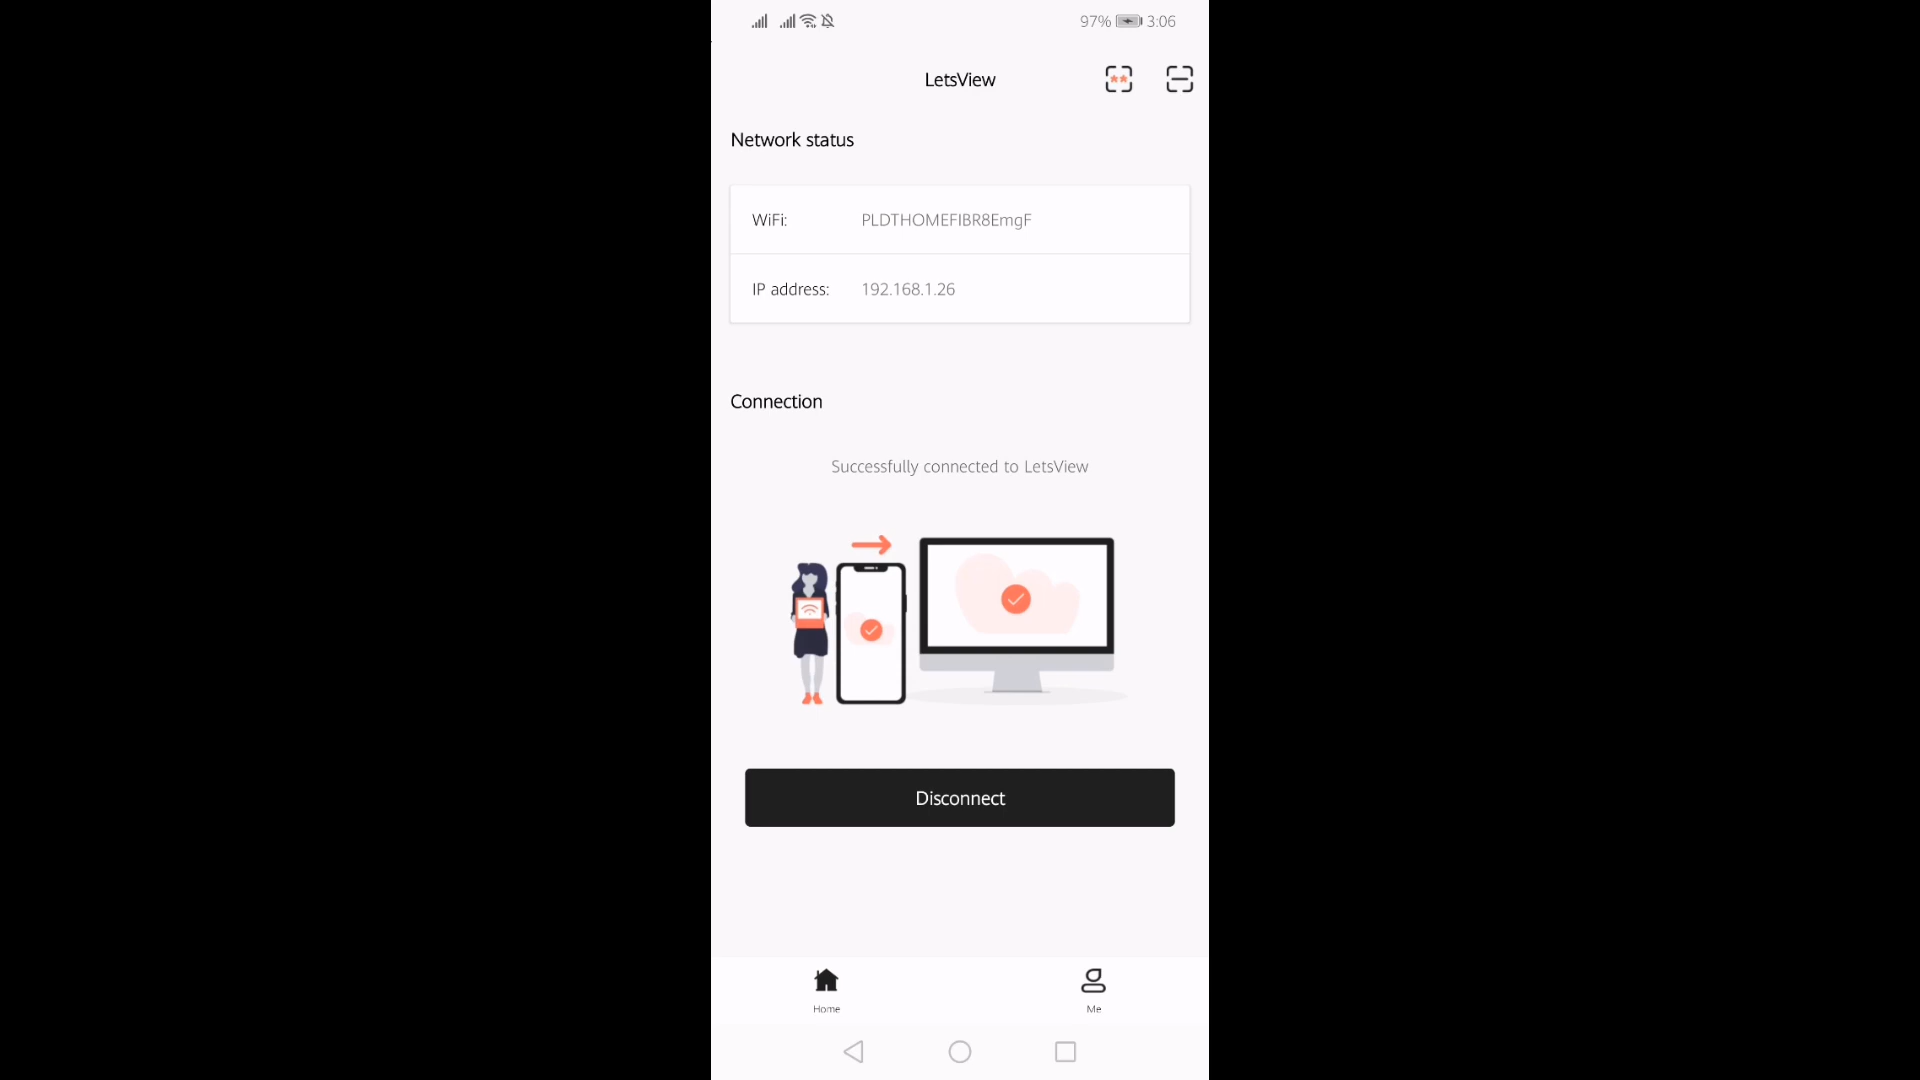 97% 3:06
LetsView
Network status
WiFi: PLDTHOMEFIBR8EmgF
IP address: 192.168.1.26
Connection
Successfully connected to LetsView
Disconnect
Home Me